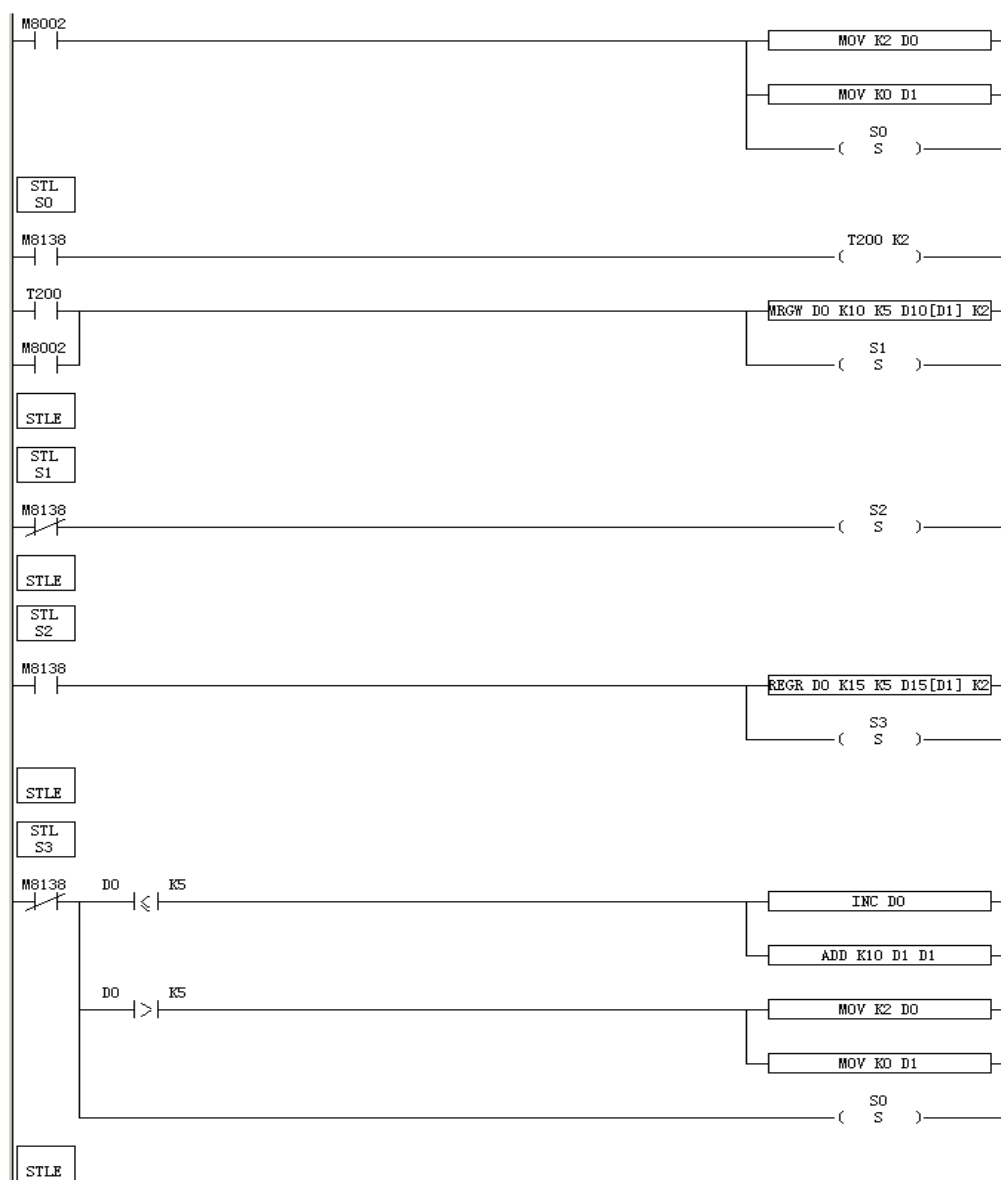 M8002
MOV K2 D0
MOV K0 D1
S0
( S )
STL
S0
M8138
T200 K2
( )
T200
MRGW D0 K10 K5 D10[D1] K2
M8002
S1
( S )
STLE
STL
S1
M8138
S2
( S )
STLE
STL
S2
M8138
REGR D0 K15 K5 D15[D1] K2
S3
( S )
STLE
STL
S3
M8138 D0 ≤ K5
INC D0
ADD K10 D1 D1
D0 > K5
MOV K2 D0
MOV K0 D1
S0
( S )
STLE